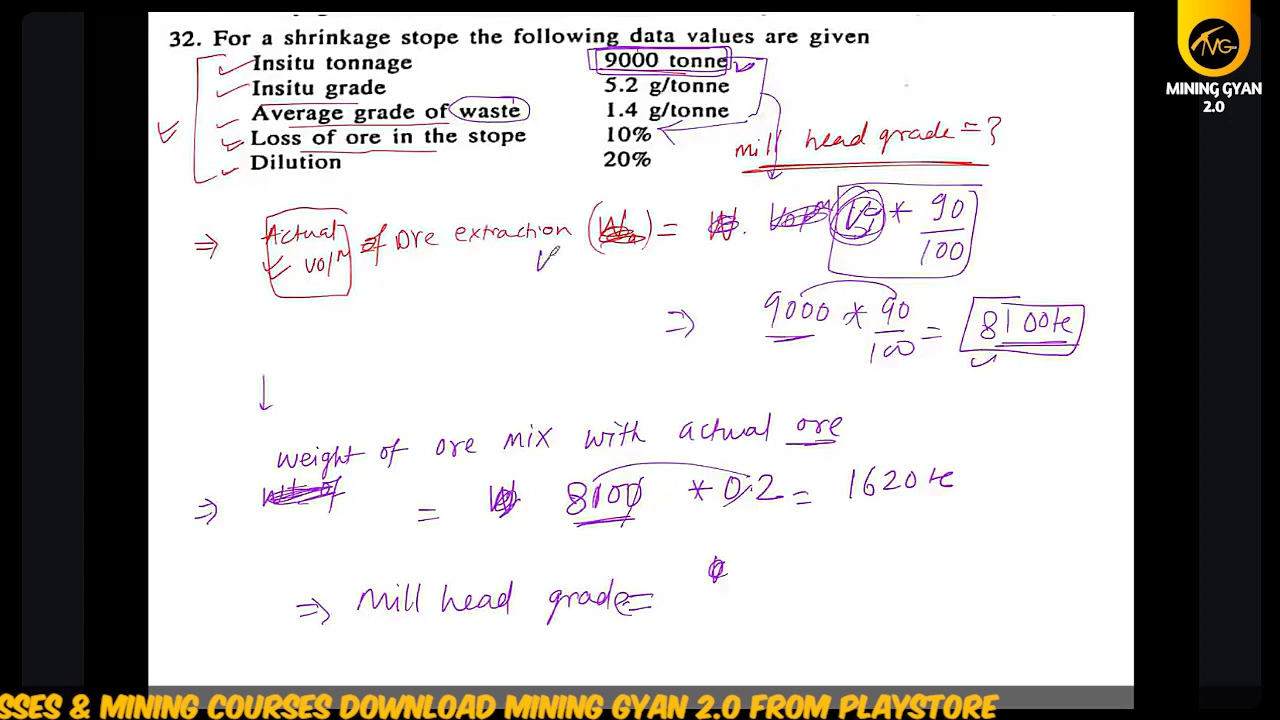 32. For a shrinkage stope the following data values are given
Insitu tonnage 9000 tonne
Insitu grade 5.2 g/tonne
Average grade of waste 1.4 g/tonne
Loss of ore in the stope 10%
Dilution 20%
mill head grade = ?
MINING GYAN
2.0
⇒ Actual vol^m of ore extraction ( ) = * 90/100
⇒ 9000 * 90/100 = 8100te
↓
weight of ore mix with actual ore
⇒ = 8100 * 0.2 = 1620te
⇒ Mill head grade =
SSES & MINING COURSES DOWNLOAD MINING GYAN 2.0 FROM PLAYSTORE